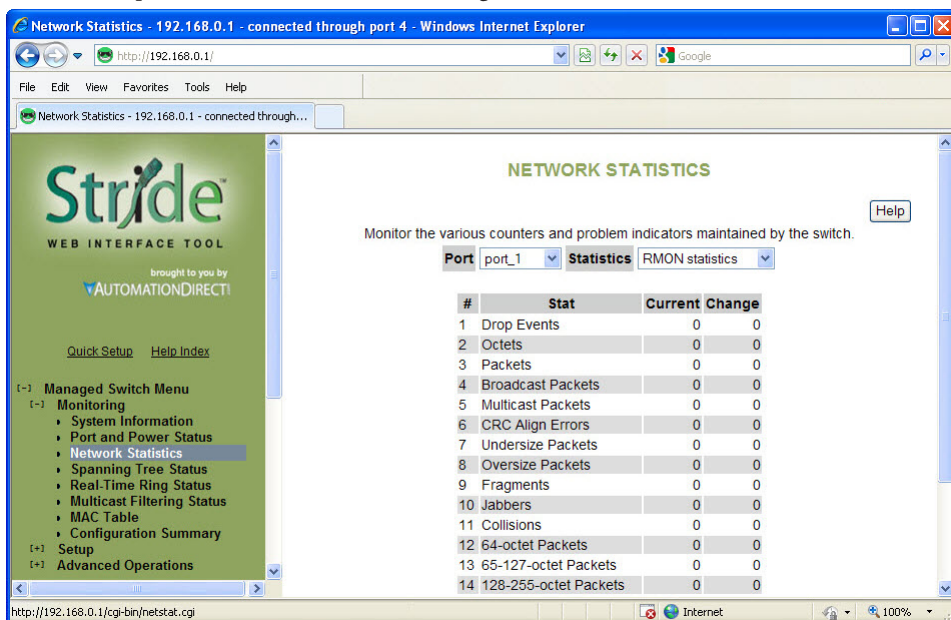 Network Statistics - 192.168.0.1 - connected through port 4 - Windows Internet Explorer
http://192.168.0.1/
Google
File Edit View Favorites Tools Help
Network Statistics - 192.168.0.1 - connected through...
Stride™
WEB INTERFACE TOOL
brought to you by
AUTOMATIONDIRECT
Quick Setup Help Index
[-] Managed Switch Menu
[-] Monitoring
System Information
Port and Power Status
Network Statistics
Spanning Tree Status
Real-Time Ring Status
Multicast Filtering Status
MAC Table
Configuration Summary
[+] Setup
[+] Advanced Operations
NETWORK STATISTICS
Help
Monitor the various counters and problem indicators maintained by the switch.
Port port_1 Statistics RMON statistics
# Stat Current Change
1 Drop Events 0 0
2 Octets 0 0
3 Packets 0 0
4 Broadcast Packets 0 0
5 Multicast Packets 0 0
6 CRC Align Errors 0 0
7 Undersize Packets 0 0
8 Oversize Packets 0 0
9 Fragments 0 0
10 Jabbers 0 0
11 Collisions 0 0
12 64-octet Packets 0 0
13 65-127-octet Packets 0 0
14 128-255-octet Packets 0 0
http://192.168.0.1/cgi-bin/netstat.cgi
Internet
100%